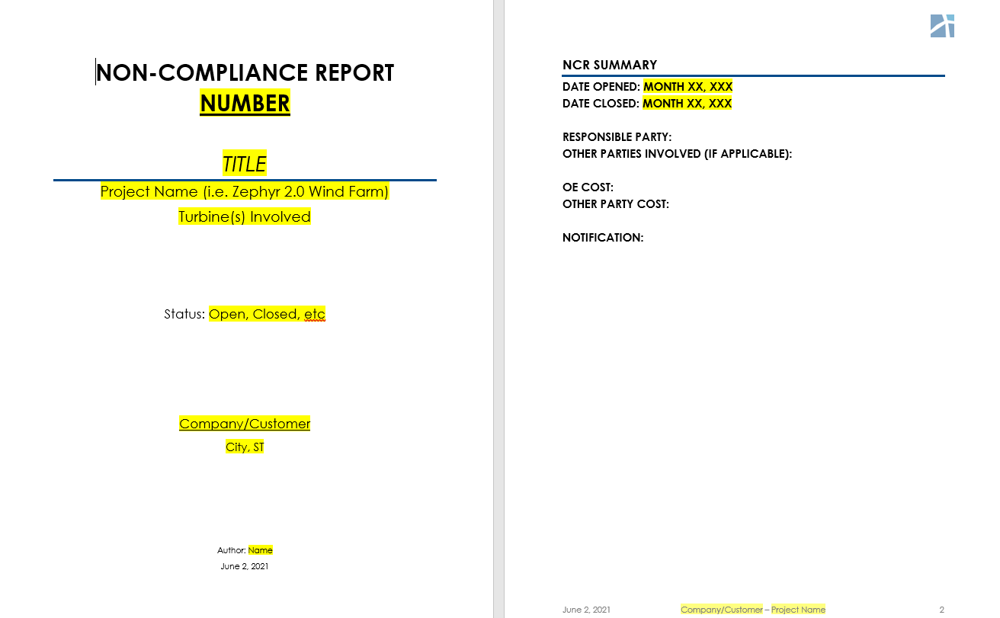 NON-COMPLIANCE REPORT
NUMBER
TITLE
Project Name (i.e. Zephyr 2.0 Wind Farm)
Turbine(s) Involved
Status: Open, Closed, etc
Company/Customer
City, ST
Author: Name
June 2, 2021
NCR SUMMARY
DATE OPENED: MONTH XX, XXX
DATE CLOSED: MONTH XX, XXX
RESPONSIBLE PARTY:
OTHER PARTIES INVOLVED (IF APPLICABLE):
OE COST:
OTHER PARTY COST:
NOTIFICATION:
June 2, 2021 Company/Customer – Project Name 2